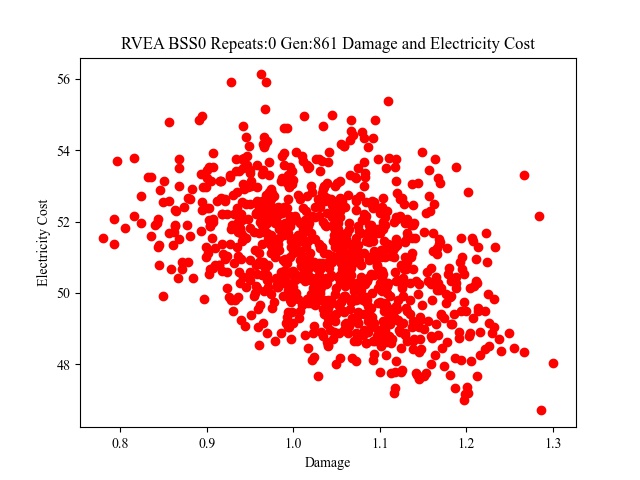 RVEA BSS0 Repeats:0 Gen:861 Damage and Electricity Cost
56
54
52
50
48
Electricity Cost
0.8 0.9 1.0 1.1 1.2 1.3
Damage